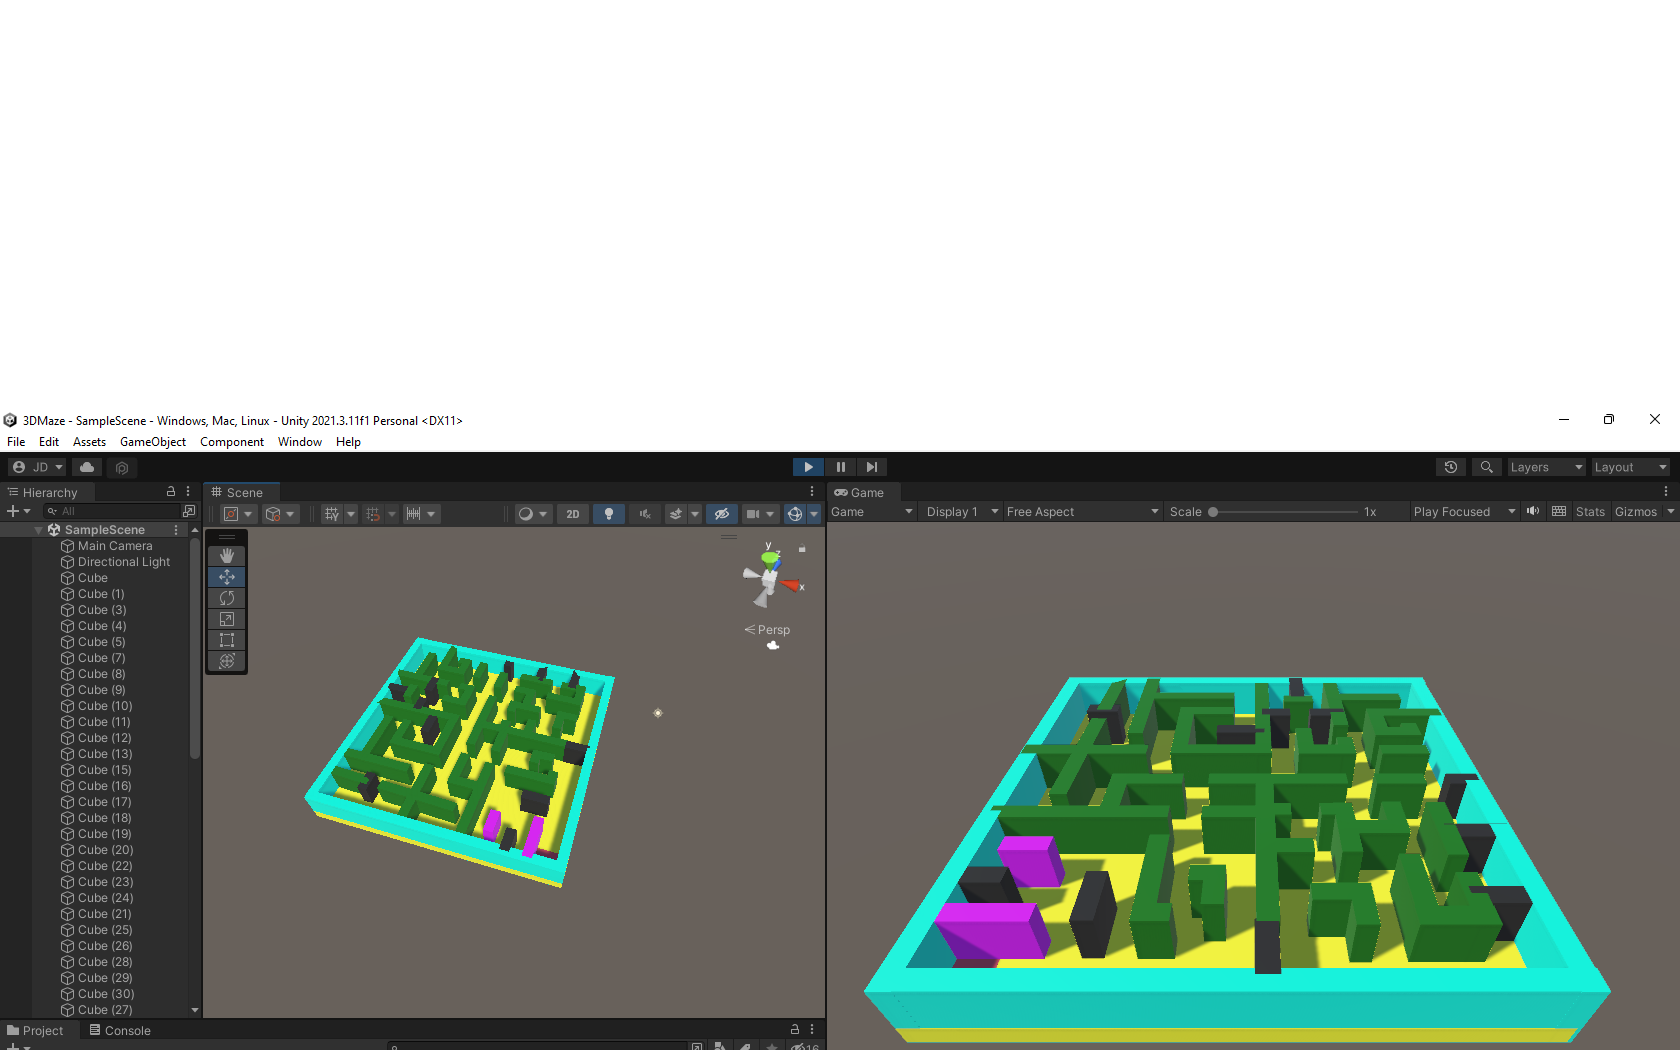 3DMaze - SampleScene - Windows, Mac, Linux - Unity 2021.3.11f1 Personal <DX11>
File Edit Assets GameObject Component Window Help
JD Layers Layout
Hierarchy Scene Game
All 2D Game Display 1 Free Aspect Scale 1x Play Focused Stats Gizmos
SampleScene
Main Camera
Directional Light
Cube
Cube (1)
Cube (3)
Cube (4)
Cube (5)
Cube (7)
Cube (8)
Cube (9)
Cube (10)
Cube (11)
Cube (12)
Cube (13)
Cube (15)
Cube (16)
Cube (17)
Cube (18)
Cube (19)
Cube (20)
Cube (22)
Cube (23)
Cube (24)
Cube (21)
Cube (25)
Cube (26)
Cube (28)
Cube (29)
Cube (30)
Cube (27)
y
z
x
Persp
Project Console
16